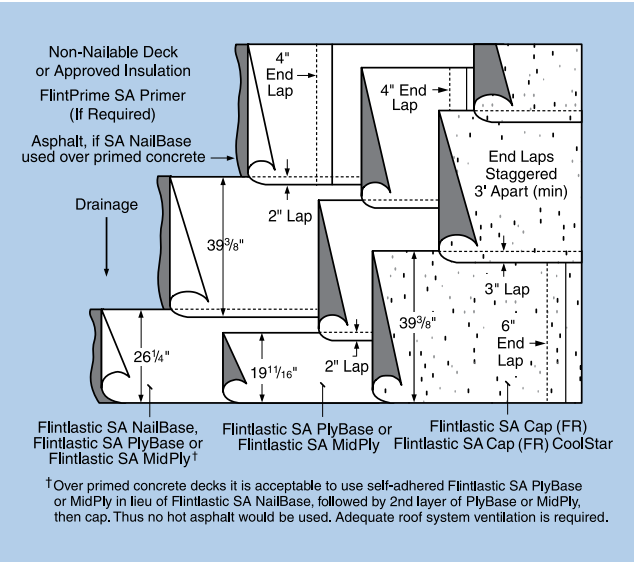 Non-Nailable Deck
or Approved Insulation
FlintPrime SA Primer
(If Required)
Asphalt, if SA NailBase
used over primed concrete
Drainage
4"
End
Lap
4" End
Lap
End Laps
Staggered
3' Apart (min)
2" Lap
39 3/8"
3" Lap
39 3/8"
6"
End
Lap
26 1/4"
19 11/16"
2" Lap
Flintlastic SA NailBase,
Flintlastic SA PlyBase or
Flintlastic SA MidPly†
Flintlastic SA PlyBase or
Flintlastic SA MidPly
Flintlastic SA Cap (FR)
Flintlastic SA Cap (FR) CoolStar
†Over primed concrete decks it is acceptable to use self-adhered Flintlastic SA PlyBase
or MidPly in lieu of Flintlastic SA NailBase, followed by 2nd layer of PlyBase or MidPly,
then cap. Thus no hot asphalt would be used. Adequate roof system ventilation is required.